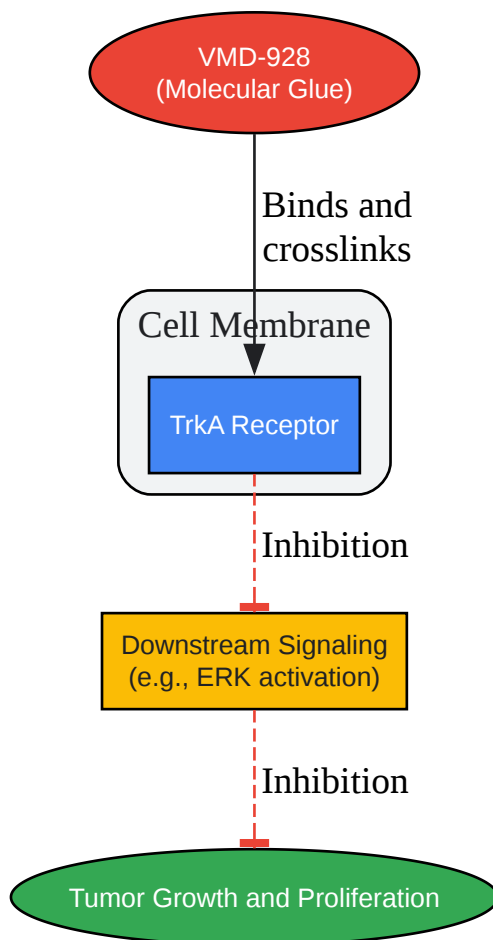 VMD-928
(Molecular Glue)
Binds and
crosslinks
Cell Membrane
TrkA Receptor
Inhibition
Downstream Signaling
(e.g., ERK activation)
Inhibition
Tumor Growth and Proliferation